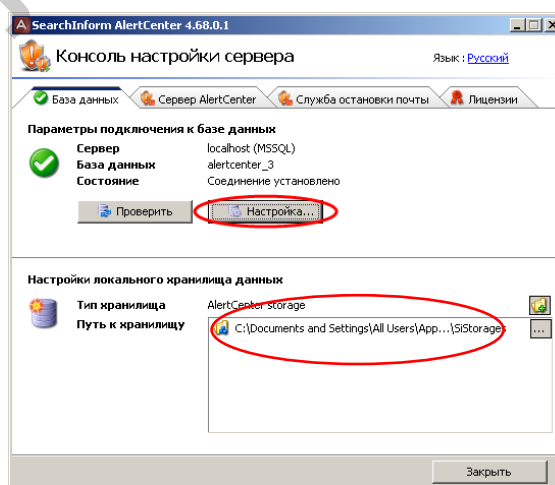 SearchInform AlertCenter 4.68.0.1
Консоль настройки сервера
Язык : Русский
База данных
Сервер AlertCenter
Служба остановки почты
Лицензии
Параметры подключения к базе данных
Сервер localhost (MSSQL)
База данных alertcenter_3
Состояние Соединение установлено
Проверить
Настройка...
Настройки локального хранилища данных
Тип хранилища AlertCenter storage
Путь к хранилищу C:\Documents and Settings\All Users\App...\SiStorages
...
Закрыть